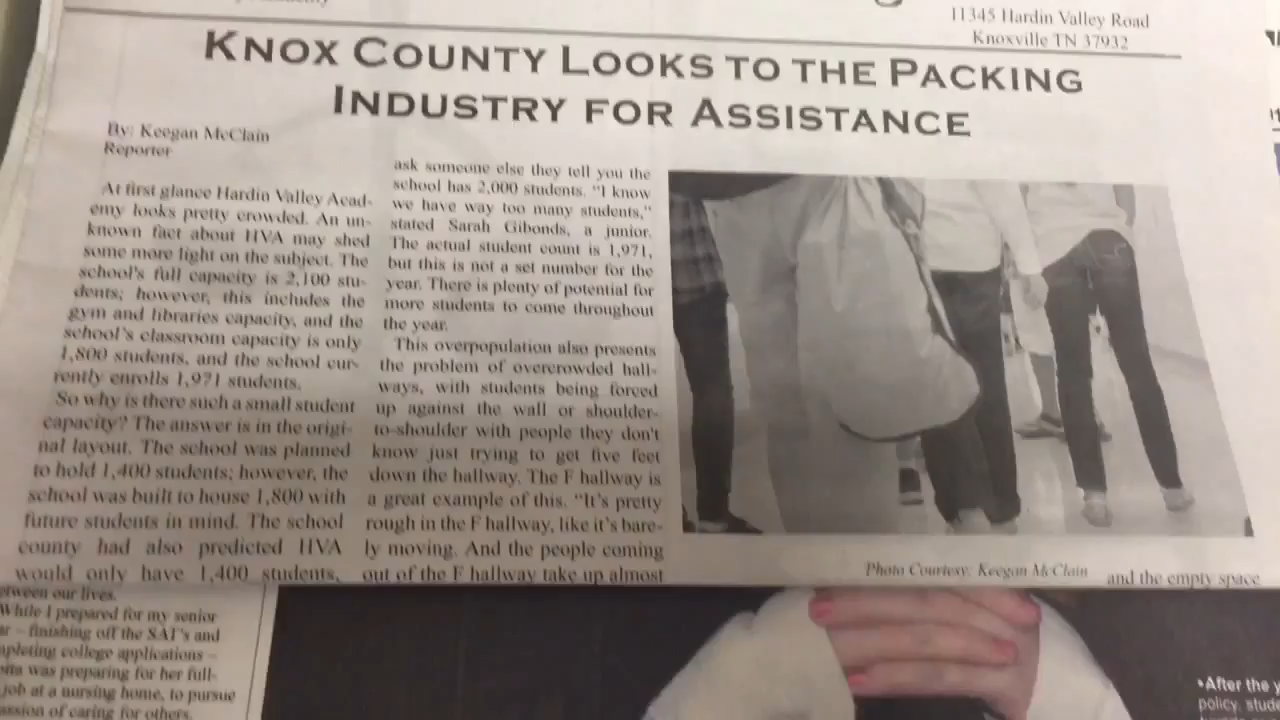 11345 Hardin Valley Road
Knoxville TN 37932
KNOX COUNTY LOOKS TO THE PACKING
INDUSTRY FOR ASSISTANCE
By: Keegan McClain
Reporter
At first glance Hardin Valley Acad-
emy looks pretty crowded. An un-
known fact about HVA may shed
some more light on the subject. The
school's full capacity is 2,100 stu-
dents; however, this includes the
gym and libraries capacity, and the
school's classroom capacity is only
1,800 students, and the school cur-
rently enrolls 1,971 students.
So why is there such a small student
capacity? The answer is in the origi-
nal layout. The school was planned
to hold 1,400 students; however, the
school was built to house 1,800 with
future students in mind. The school
county had also predicted HVA
would only have 1,400 students,
ask someone else they tell you the
school has 2,000 students. "I know
we have way too many students,"
stated Sarah Gibonds, a junior.
The actual student count is 1,971,
but this is not a set number for the
year. There is plenty of potential for
more students to come throughout
the year.
This overpopulation also presents
the problem of overcrowded hall-
ways, with students being forced
up against the wall or shoulder-
to-shoulder with people they don't
know just trying to get five feet
down the hallway. The F hallway is
a great example of this. "It's pretty
rough in the F hallway, like it's bare-
ly moving. And the people coming
out of the F hallway take up almost
Photo Courtesy: Keegan McClain
and the empty space
between our lives.
While I prepared for my senior
– finishing off the SAT's and
completing college applications –
was preparing for her full-
job at a nursing home, to pursue
of caring for others.
•After the y
policy, stude